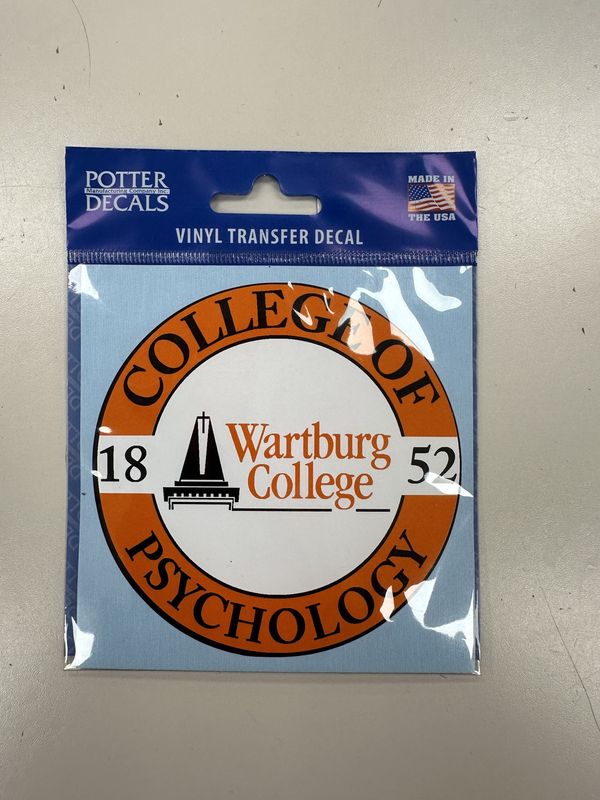 POTTER
Manufacturing Company Inc.
DECALS
MADE IN
THE USA
VINYL TRANSFER DECAL
COLLEGE OF
18
Wartburg
College
52
PSYCHOLOGY